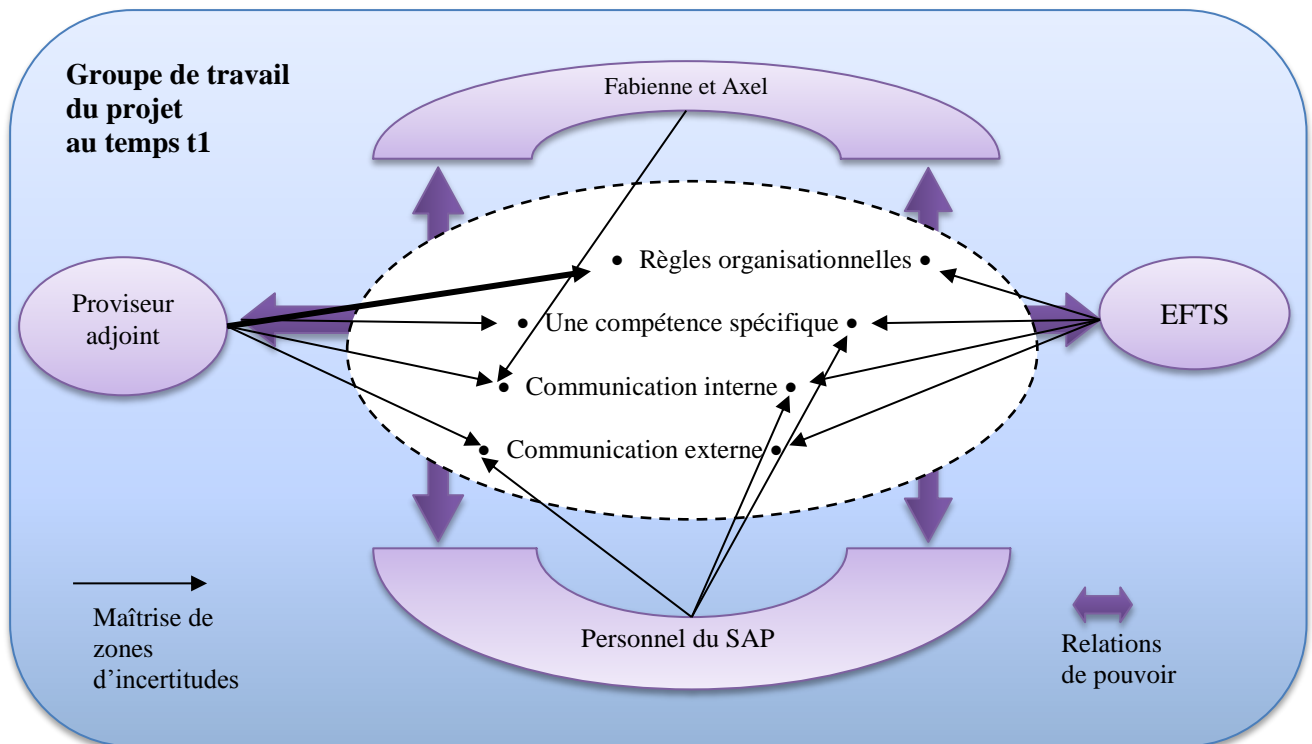 Groupe de travail
du projet
au temps t1
Fabienne et Axel
Proviseur
adjoint
• Règles organisationnelles •
• Une compétence spécifique •
• Communication interne •
• Communication externe •
EFTS
Personnel du SAP
Maîtrise de
zones
d’incertitudes
Relations
de pouvoir